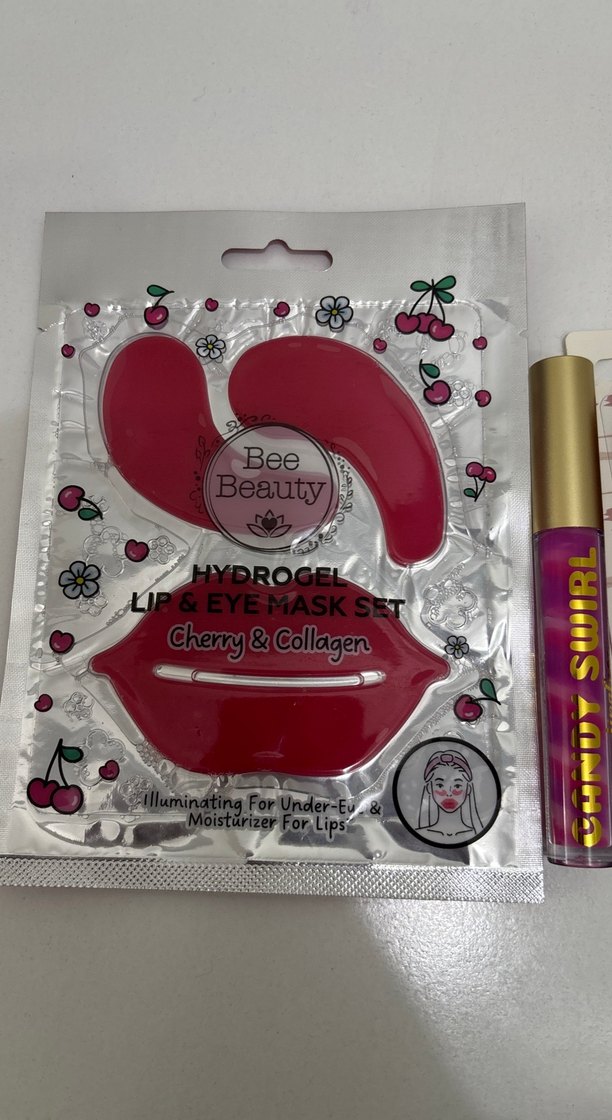 Bee
Beauty
HYDROGEL
LIP & EYE MASK SET
Cherry & Collagen
Illuminating For Under-Eye &
Moisturizer For Lips
CANDY SWIRL